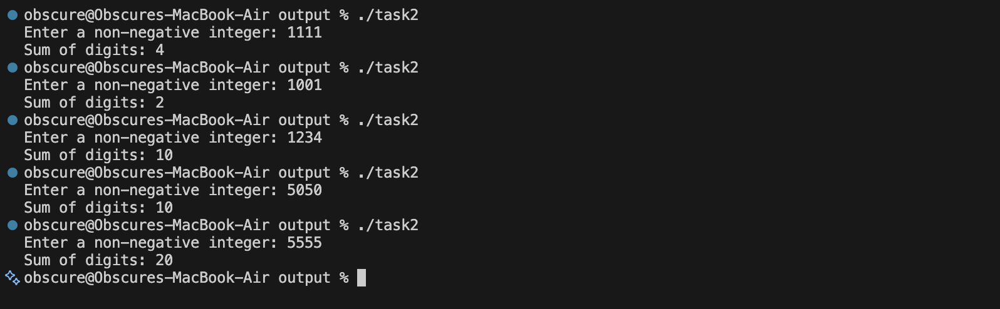 obscure@Obscures-MacBook-Air output % ./task2
Enter a non-negative integer: 1111
Sum of digits: 4
obscure@Obscures-MacBook-Air output % ./task2
Enter a non-negative integer: 1001
Sum of digits: 2
obscure@Obscures-MacBook-Air output % ./task2
Enter a non-negative integer: 1234
Sum of digits: 10
obscure@Obscures-MacBook-Air output % ./task2
Enter a non-negative integer: 5050
Sum of digits: 10
obscure@Obscures-MacBook-Air output % ./task2
Enter a non-negative integer: 5555
Sum of digits: 20
obscure@Obscures-MacBook-Air output %